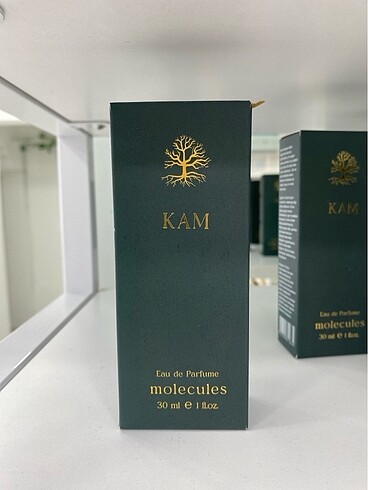 KAM
Eau de Parfume
molecules
30 ml ℮ 1 fl.oz.
KAM
Eau de Parfume
molecules
30 ml ℮ 1 fl.oz.